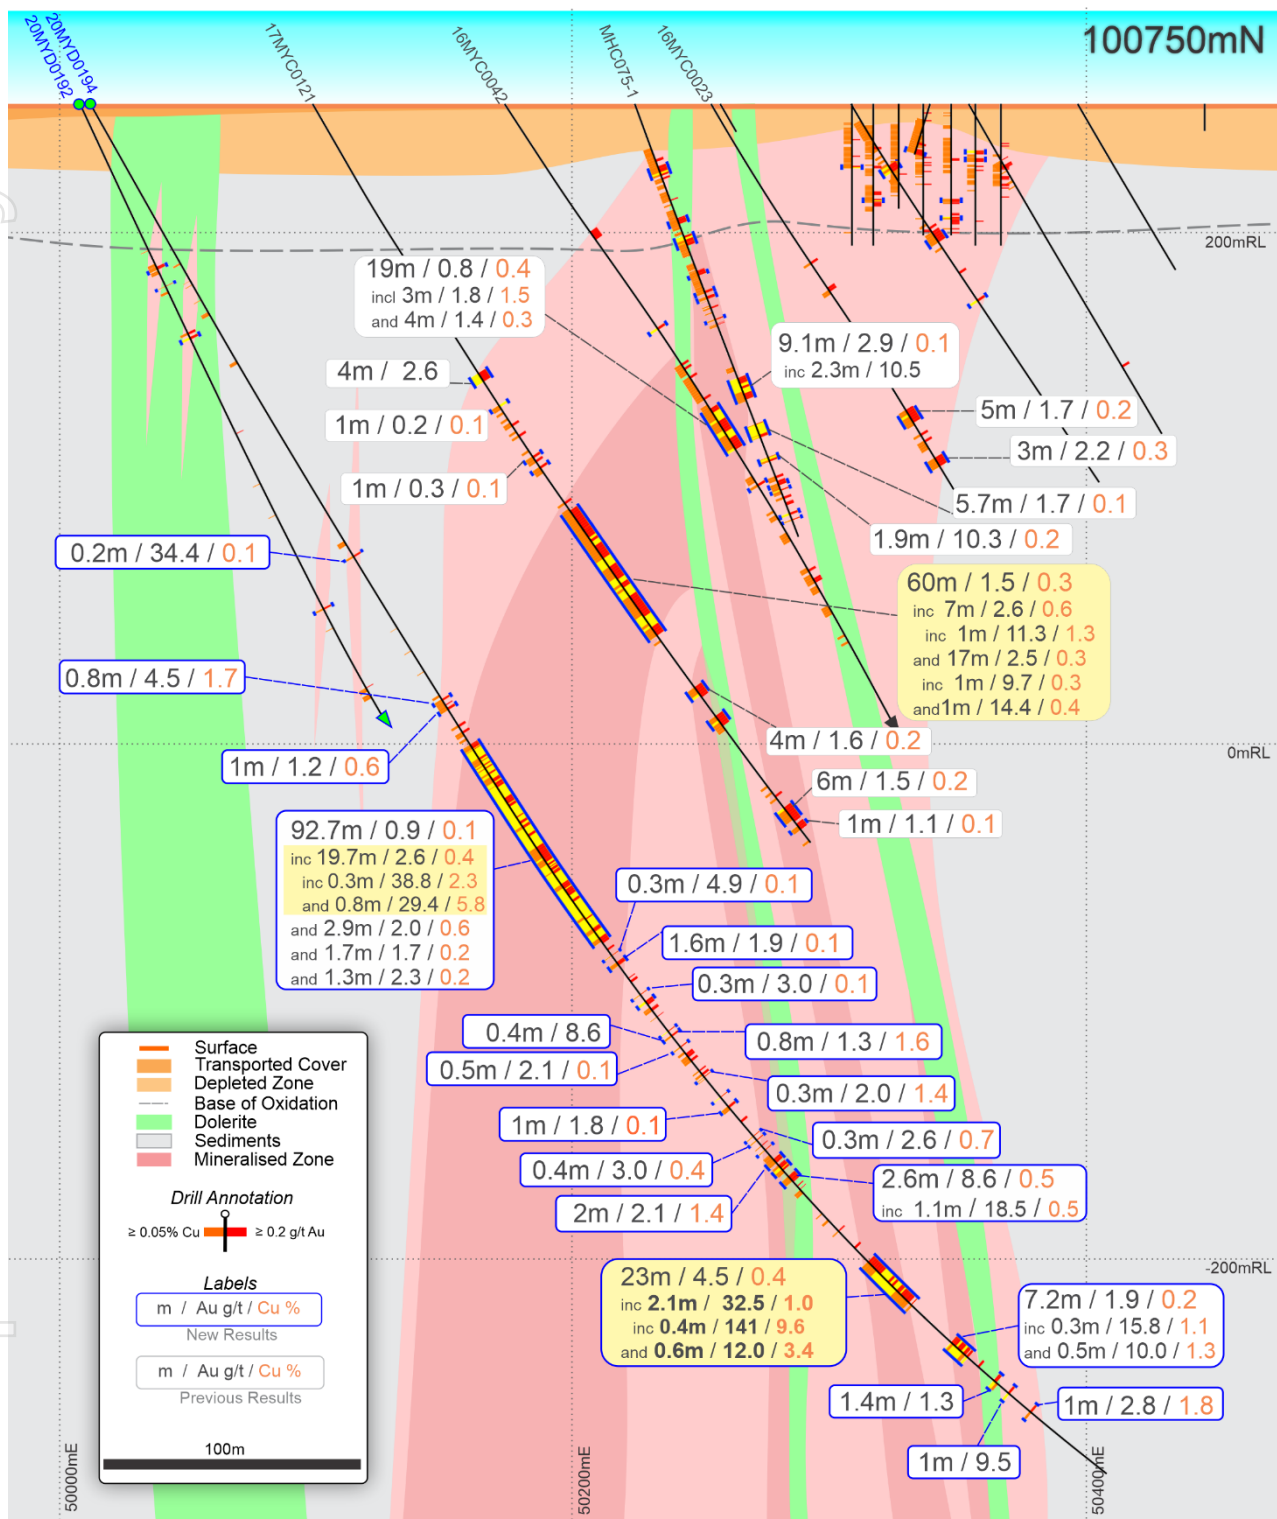 100750mN
20MYD0192
20MYD0194
17MYC0121
16MYC0042
MHC075-1
16MYC0023
200mRL
19m / 0.8 / 0.4
incl 3m / 1.8 / 1.5
and 4m / 1.4 / 0.3
9.1m / 2.9 / 0.1
inc 2.3m / 10.5
4m / 2.6
5m / 1.7 / 0.2
1m / 0.2 / 0.1
3m / 2.2 / 0.3
1m / 0.3 / 0.1
5.7m / 1.7 / 0.1
1.9m / 10.3 / 0.2
0.2m / 34.4 / 0.1
60m / 1.5 / 0.3
inc 7m / 2.6 / 0.6
inc 1m / 11.3 / 1.3
and 17m / 2.5 / 0.3
inc 1m / 9.7 / 0.3
and1m / 14.4 / 0.4
0.8m / 4.5 / 1.7
4m / 1.6 / 0.2
0mRL
1m / 1.2 / 0.6
6m / 1.5 / 0.2
1m / 1.1 / 0.1
92.7m / 0.9 / 0.1
inc 19.7m / 2.6 / 0.4
inc 0.3m / 38.8 / 2.3
and 0.8m / 29.4 / 5.8
and 2.9m / 2.0 / 0.6
and 1.7m / 1.7 / 0.2
and 1.3m / 2.3 / 0.2
0.3m / 4.9 / 0.1
1.6m / 1.9 / 0.1
0.3m / 3.0 / 0.1
0.4m / 8.6
0.8m / 1.3 / 1.6
0.5m / 2.1 / 0.1
0.3m / 2.0 / 1.4
1m / 1.8 / 0.1
0.3m / 2.6 / 0.7
0.4m / 3.0 / 0.4
2.6m / 8.6 / 0.5
inc 1.1m / 18.5 / 0.5
2m / 2.1 / 1.4
-200mRL
23m / 4.5 / 0.4
inc 2.1m / 32.5 / 1.0
inc 0.4m / 141 / 9.6
and 0.6m / 12.0 / 3.4
7.2m / 1.9 / 0.2
inc 0.3m / 15.8 / 1.1
and 0.5m / 10.0 / 1.3
1.4m / 1.3
1m / 2.8 / 1.8
1m / 9.5
Surface
Transported Cover
Depleted Zone
Base of Oxidation
Dolerite
Sediments
Mineralised Zone
Drill Annotation
≥ 0.05% Cu
≥ 0.2 g/t Au
Labels
m / Au g/t / Cu %
New Results
m / Au g/t / Cu %
Previous Results
100m
50000mE
50200mE
50400mE